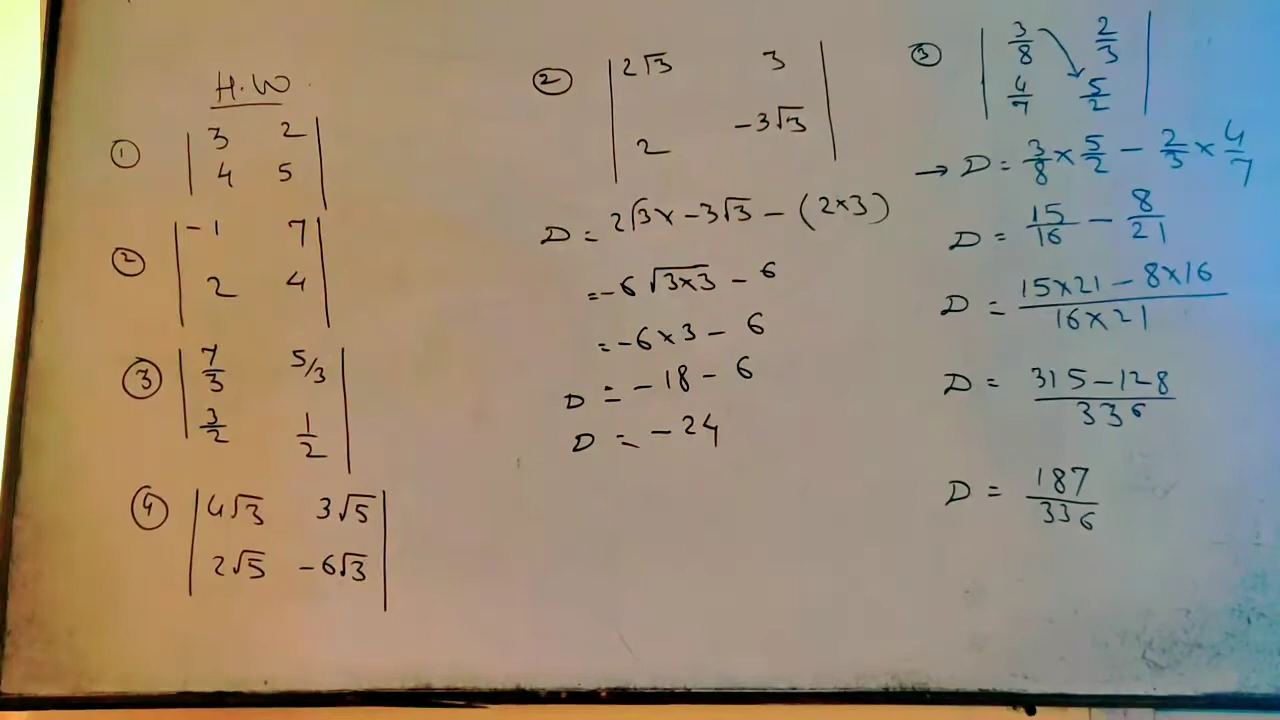 H.W.
① | 3 2 |
| 4 5 |
② | -1 7 |
| 2 4 |
③ | 7/3 5/3 |
| 3/2 1/2 |
④ | 4√3 3√5 |
| 2√5 -6√3 |
② | 2√3 3 |
| 2 -3√3 |
D = 2√3 × -3√3 - (2×3)
= -6 √3×3 - 6
= -6 × 3 - 6
D = -18 - 6
D = -24
③ | 3/8 2/3 |
| 4/7 5/2 |
→ D = 3/8 × 5/2 - 2/3 × 4/7
D = 15/16 - 8/21
D = 15×21 - 8×16 / 16×21
D = 315-128 / 336
D = 187/336